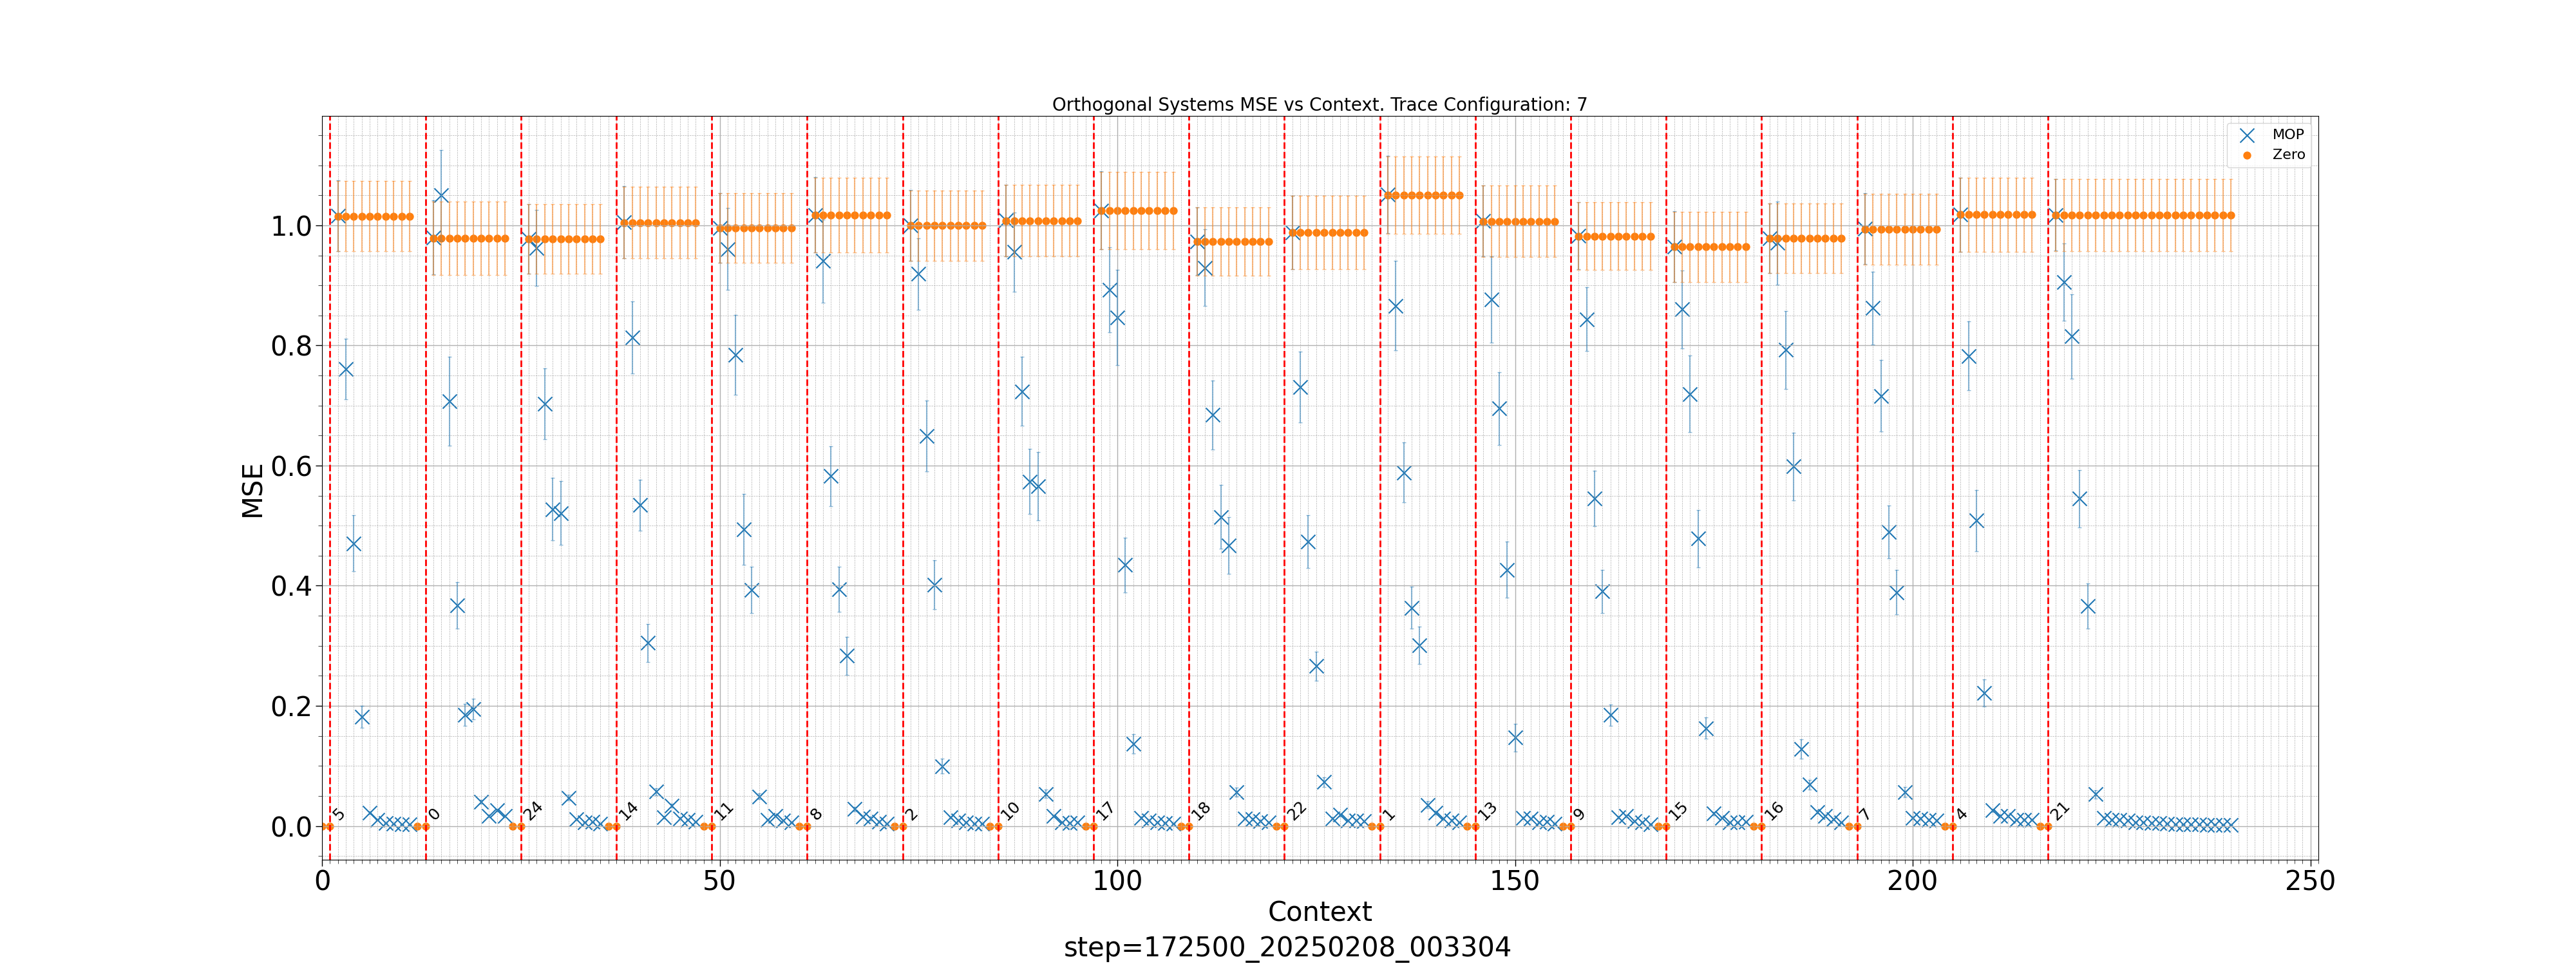 Orthogonal Systems MSE vs Context. Trace Configuration: 7
MOP
Zero
MSE
1.0
0.8
0.6
0.4
0.2
0.0
5 0 24 14 11 8 2 10 17 18 22 1 13 9 15 16 7 4 21
0 50 100 150 200 250
Context
step=172500_20250208_003304